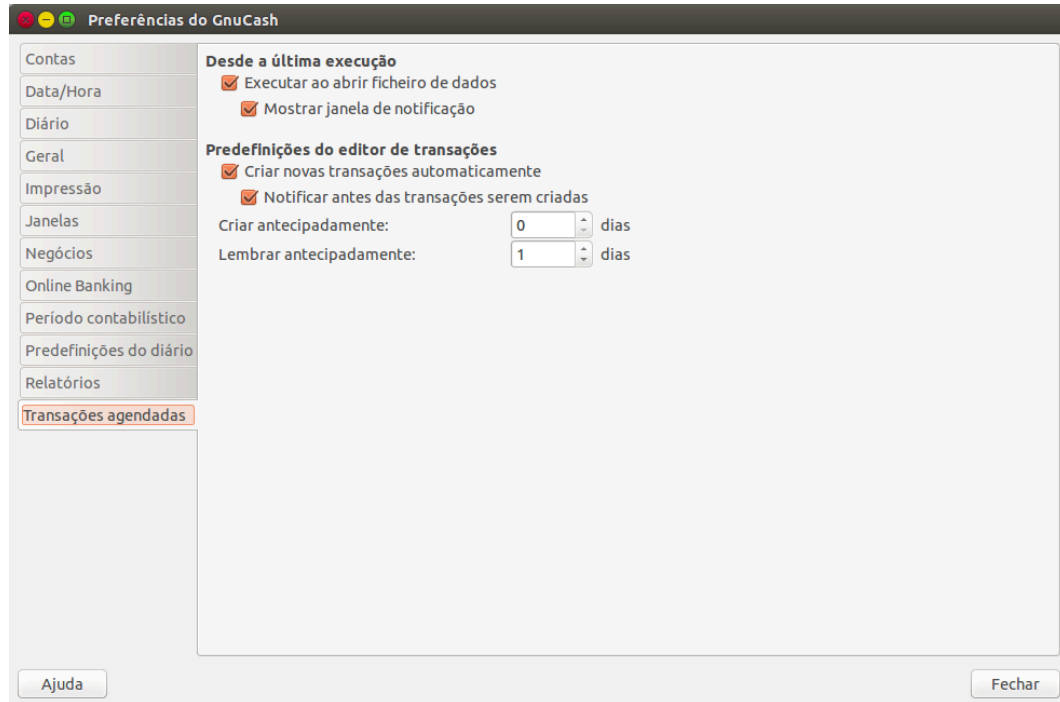 Preferências do GnuCash
Contas
Data/Hora
Diário
Geral
Impressão
Janelas
Negócios
Online Banking
Período contabilístico
Predefinições do diário
Relatórios
Transações agendadas
Desde a última execução
Executar ao abrir ficheiro de dados
Mostrar janela de notificação
Predefinições do editor de transações
Criar novas transações automaticamente
Notificar antes das transações serem criadas
Criar antecipadamente: 0 dias
Lembrar antecipadamente: 1 dias
Ajuda
Fechar